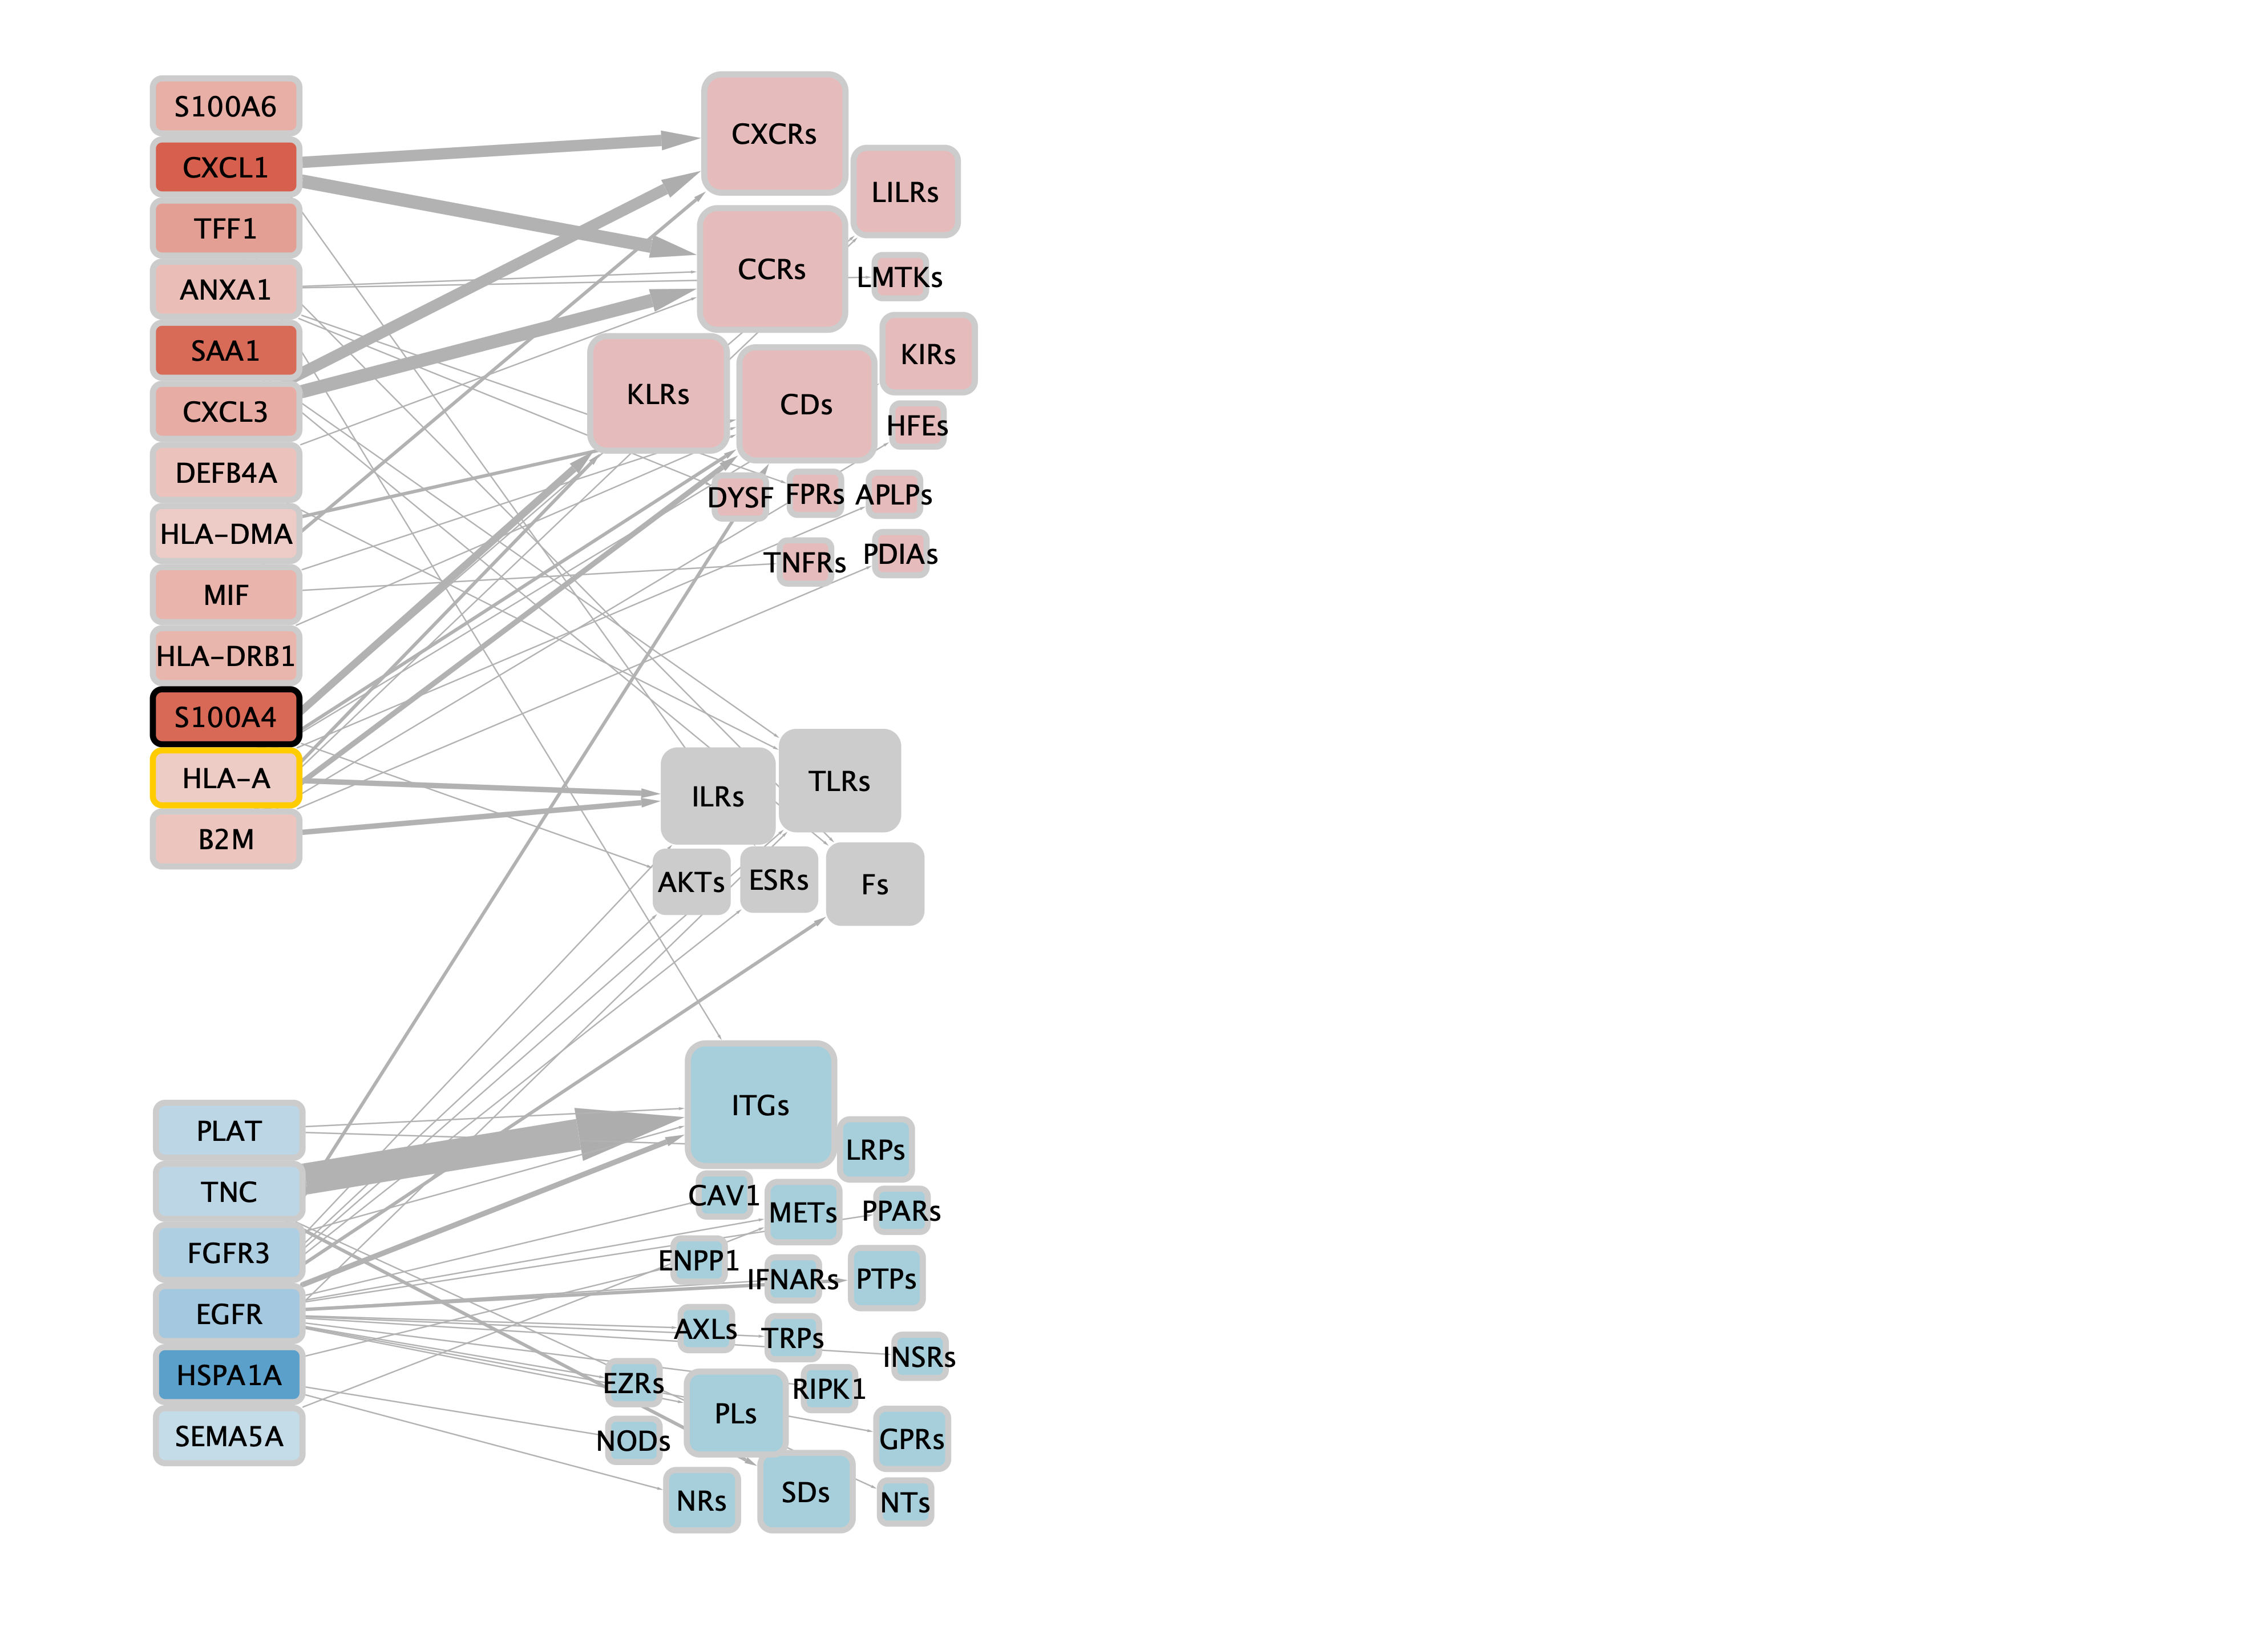 S100A6
CXCL1
TFF1
ANXA1
SAA1
CXCL3
DEFB4A
HLA-DMA
MIF
HLA-DRB1
S100A4
HLA-A
B2M
PLAT
TNC
FGFR3
EGFR
HSPA1A
SEMA5A
CXCRs
LILRs
CCRs
LMTKs
KIRs
KLRs
CDs
HFEs
DYSF
FPRs
APLPs
TNFRs
PDIAs
ILRs
TLRs
AKTs
ESRs
Fs
ITGs
LRPs
CAV1
METs
PPARs
ENPP1
IFNARs
PTPs
AXLs
TRPs
INSRs
EZRs
PLs
RIPK1
NODs
GPRs
NRs
SDs
NTs